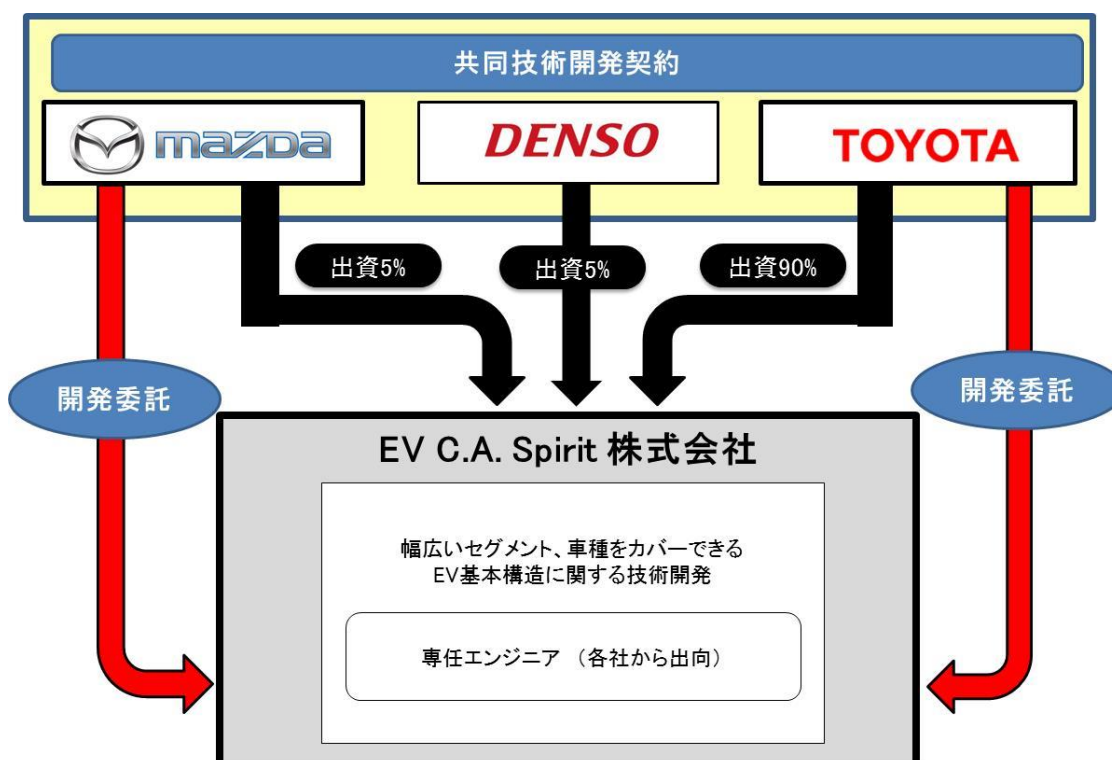 共同技術開発契約
mazda
DENSO
TOYOTA
出資5%
出資5%
出資90%
開発委託
開発委託
EV C.A. Spirit 株式会社
幅広いセグメント、車種をカバーできる
EV基本構造に関する技術開発
専任エンジニア （各社から出向）